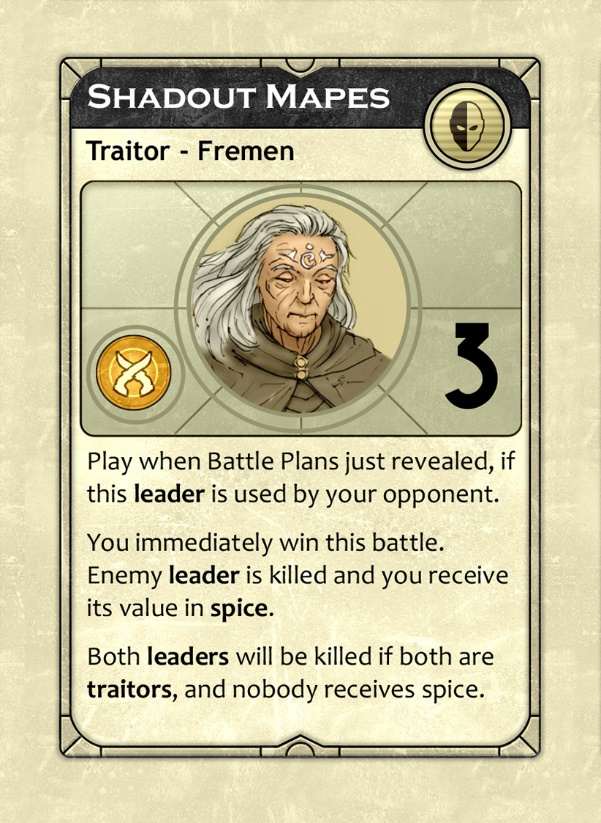 Shadout Mapes
Traitor - Fremen
3
Play when Battle Plans just revealed, if
this leader is used by your opponent.
You immediately win this battle.
Enemy leader is killed and you receive
its value in spice.
Both leaders will be killed if both are
traitors, and nobody receives spice.